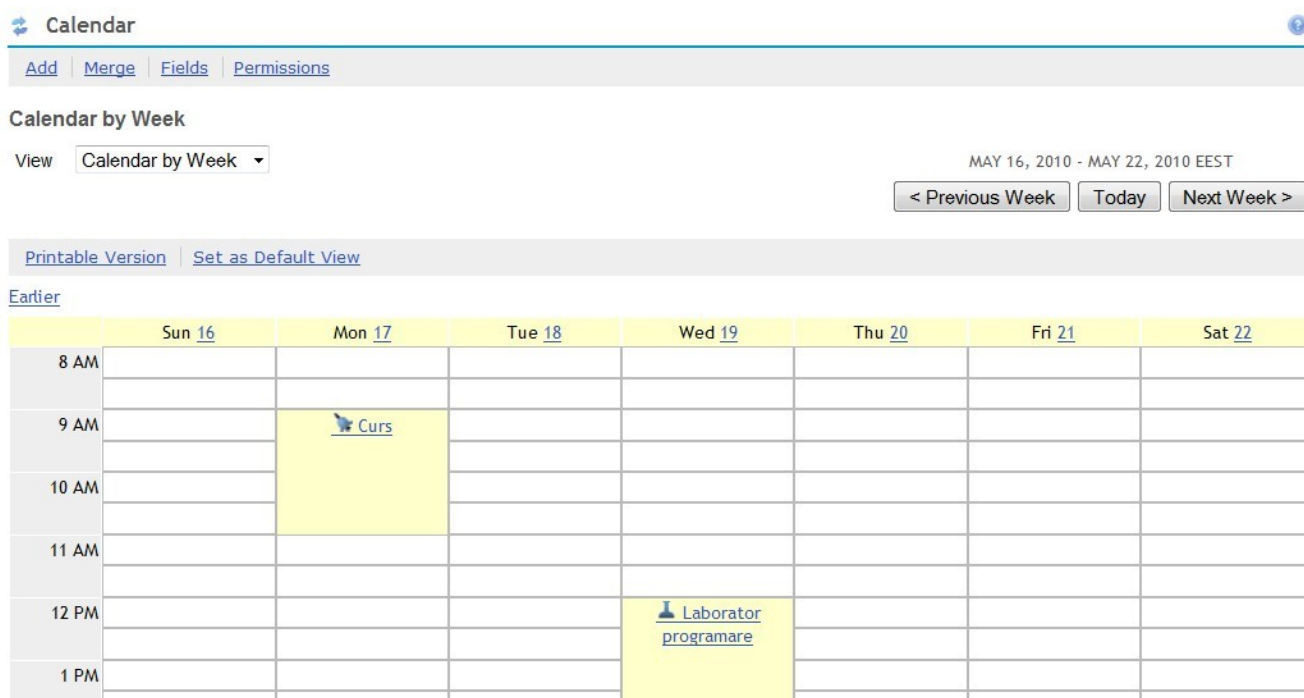 Calendar
Add Merge Fields Permissions
Calendar by Week
View Calendar by Week
MAY 16, 2010 - MAY 22, 2010 EEST
< Previous Week Today Next Week >
Printable Version Set as Default View
Earlier
Sun 16 Mon 17 Tue 18 Wed 19 Thu 20 Fri 21 Sat 22
8 AM
9 AM Curs
10 AM
11 AM
12 PM Laborator
programare
1 PM